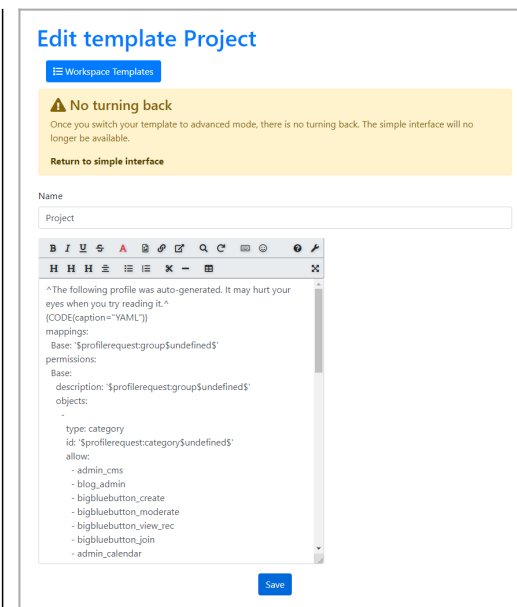 Edit template Project
Workspace Templates
No turning back
Once you switch your template to advanced mode, there is no turning back. The simple interface will no
longer be available.
Return to simple interface
Name
Project
B I U S A
H H H
^The following profile was auto-generated. It may hurt your
eyes when you try reading it.^
{CODE(caption="YAML")}
mappings:
Base: '$profilerequest:group$undefined$'
permissions:
Base:
description: '$profilerequest:group$undefined$'
objects:
-
type: category
id: '$profilerequest:category$undefined$'
allow:
- admin_cms
- blog_admin
- bigbluebutton_create
- bigbluebutton_moderate
- bigbluebutton_view_rec
- bigbluebutton_join
- admin_calendar
Save